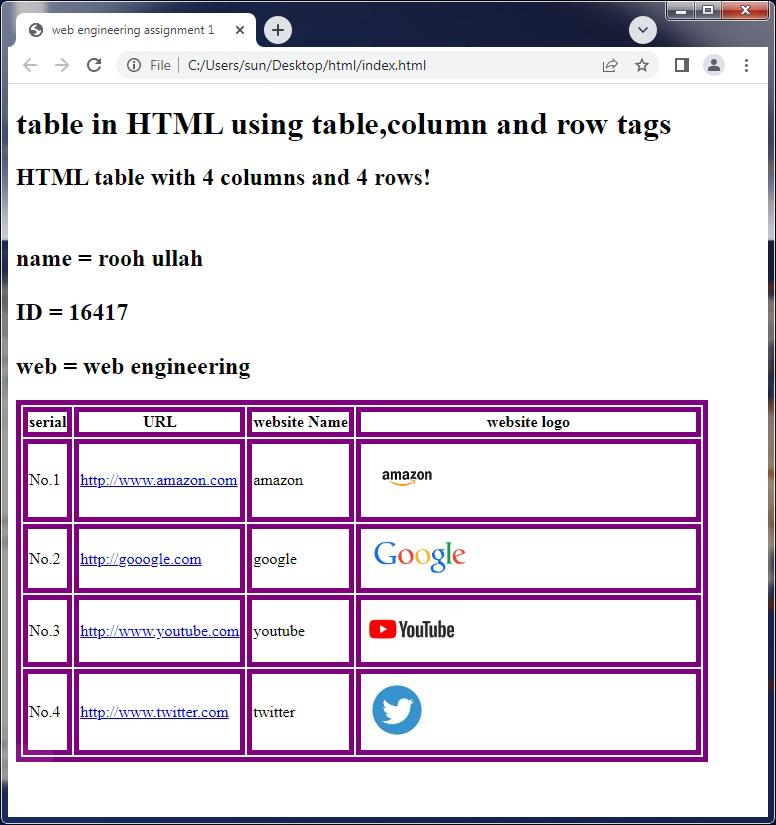 web engineering assignment 1
File C:/Users/sun/Desktop/html/index.html
table in HTML using table,column and row tags
HTML table with 4 columns and 4 rows!
name = rooh ullah
ID = 16417
web = web engineering
serial URL website Name website logo
No.1 http://www.amazon.com amazon amazon
No.2 http://gooogle.com google Google
No.3 http://www.youtube.com youtube YouTube
No.4 http://www.twitter.com twitter